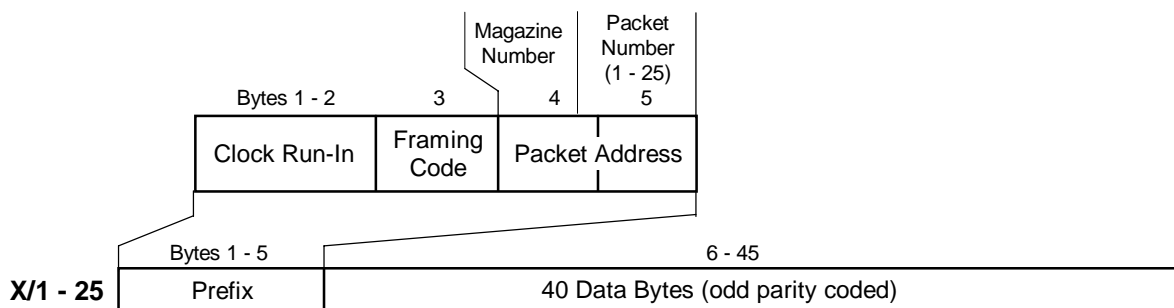 Magazine
Number
Packet
Number
(1 - 25)
Bytes 1 - 2 3 4 5
Clock Run-In
Framing
Code
Packet Address
Bytes 1 - 5 6 - 45
X/1 - 25 Prefix 40 Data Bytes (odd parity coded)